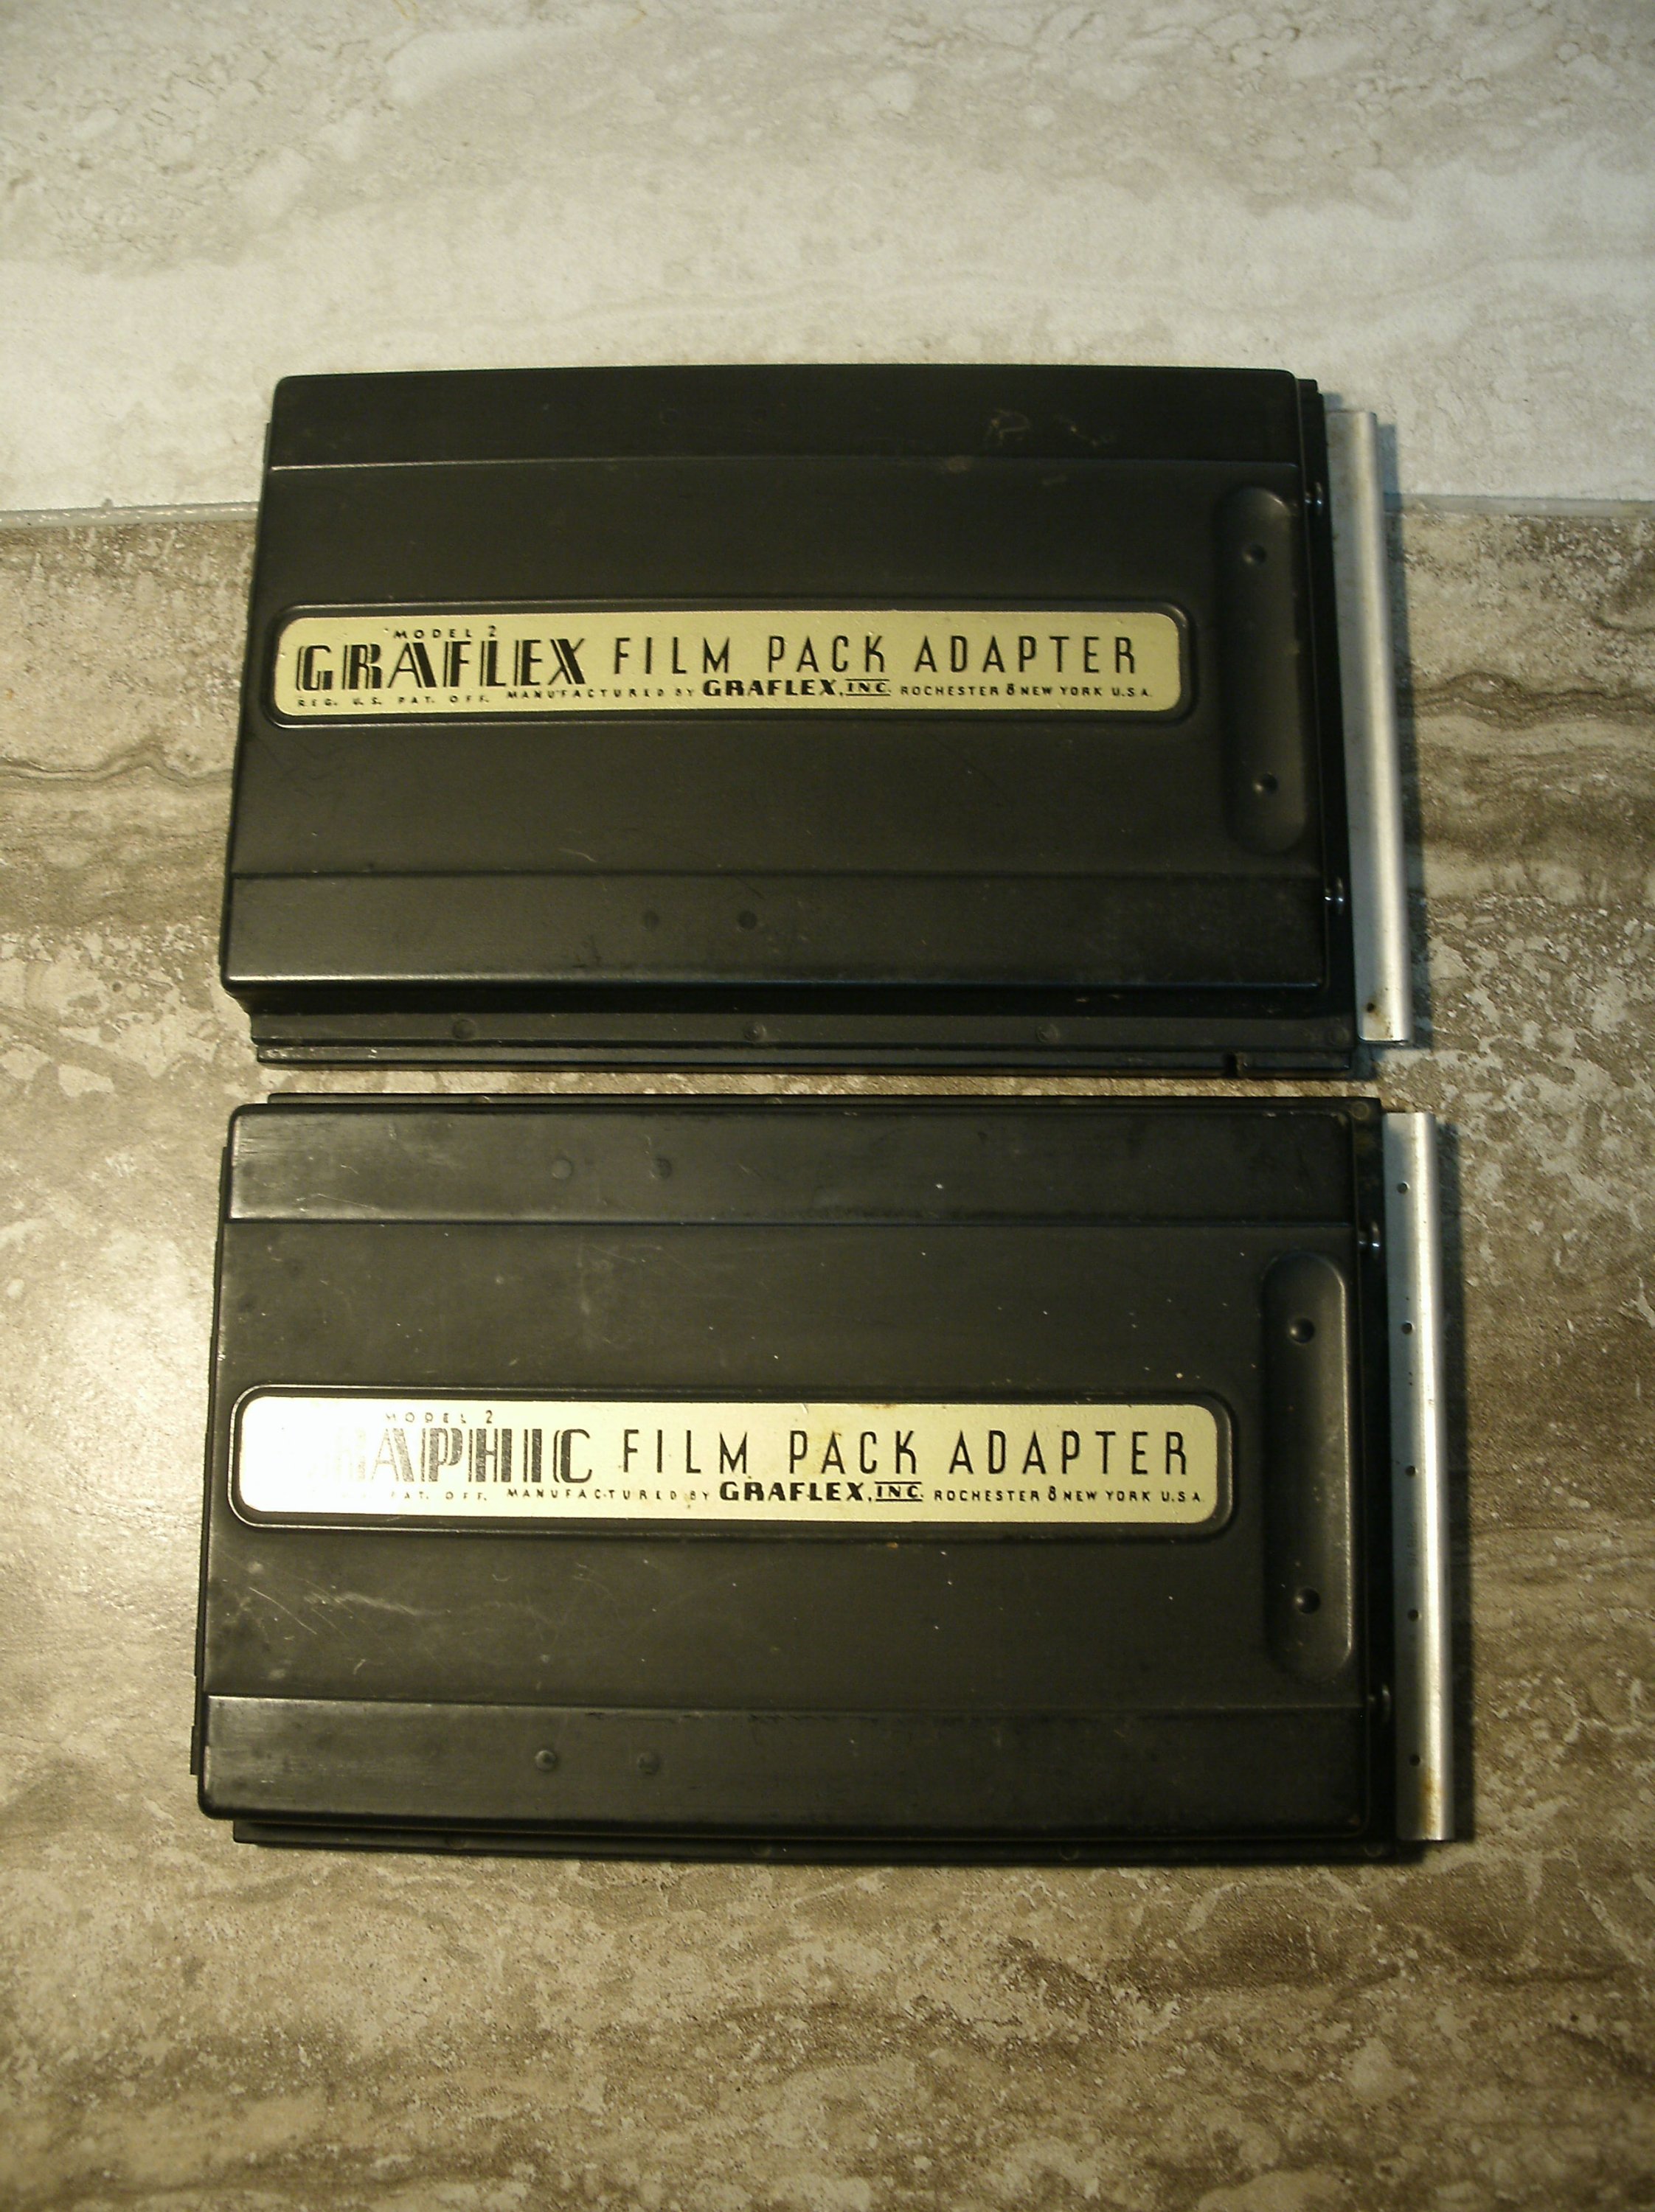 MODEL 2
GRAFLEX FILM PACK ADAPTER
REG. U.S. PAT. OFF. MANUFACTURED BY GRAFLEX, INC. ROCHESTER 8 NEW YORK U.S.A.
MODEL 2
GRAPHIC FILM PACK ADAPTER
PAT. OFF. MANUFACTURED BY GRAFLEX, INC. ROCHESTER 8 NEW YORK U.S.A.